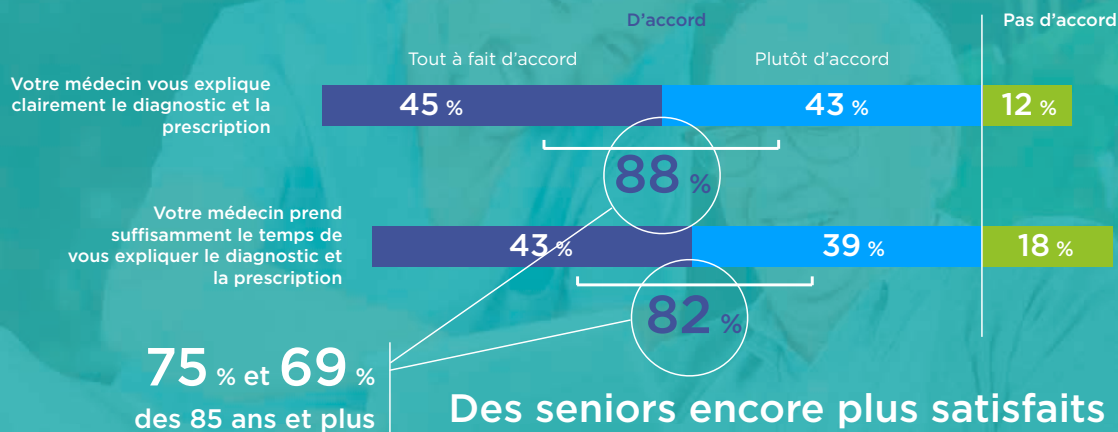 D'accord
Pas d'accord
Tout à fait d'accord
Plutôt d'accord
Votre médecin vous explique
clairement le diagnostic et la
prescription
45 %
43 %
12 %
88 %
Votre médecin prend
suffisamment le temps de
vous expliquer le diagnostic et
la prescription
43 %
39 %
18 %
82 %
75 % et 69 %
des 85 ans et plus
Des seniors encore plus satisfaits